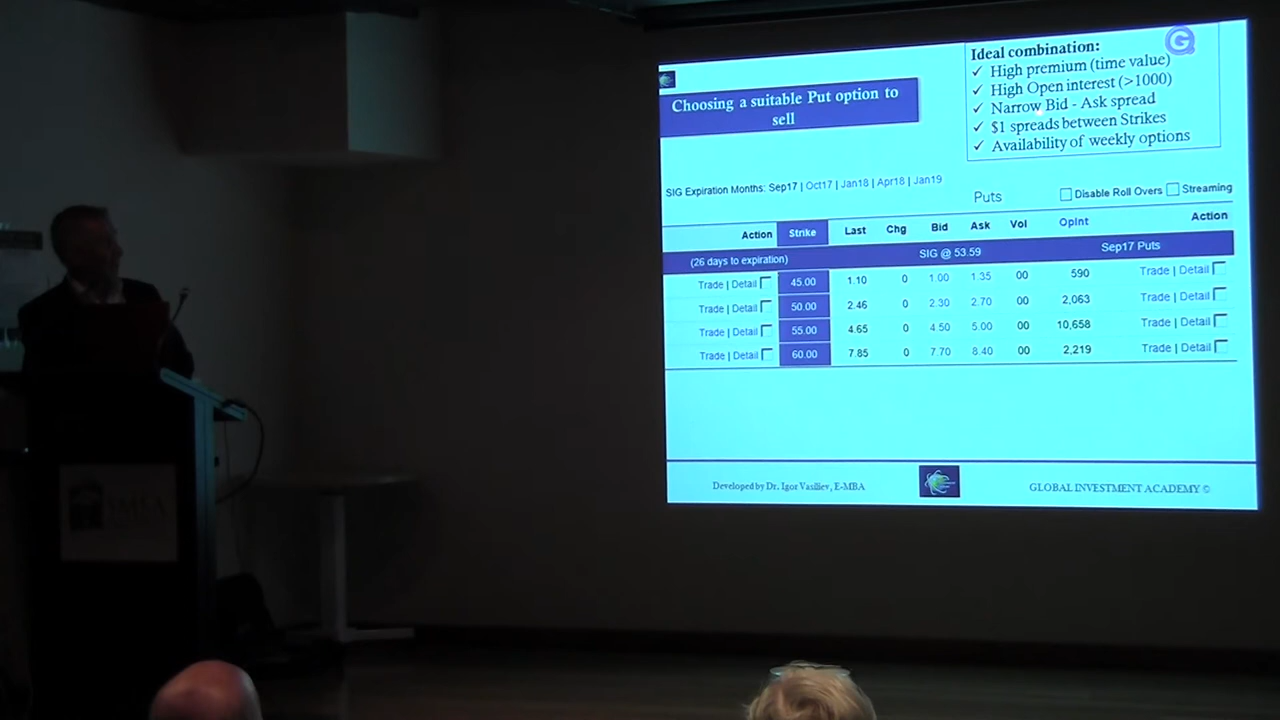 Ideal combination:
✓ High premium (time value)
✓ High Open interest (>1000)
✓ Narrow Bid - Ask spread
✓ $1 spreads between Strikes
✓ Availability of weekly options
G
Choosing a suitable Put option to
sell
SIG Expiration Months: Sep17 | Oct17 | Jan18 | Apr18 | Jan19
Puts
Disable Roll Overs Streaming
Action Strike Last Chg Bid Ask Vol OpInt Action
(26 days to expiration) SIG @ 53.59 Sep17 Puts
Trade | Detail 45.00 1.10 0 1.00 1.35 00 590 Trade | Detail
Trade | Detail 50.00 2.46 0 2.30 2.70 00 2,063 Trade | Detail
Trade | Detail 55.00 4.65 0 4.50 5.00 00 10,658 Trade | Detail
Trade | Detail 60.00 7.85 0 7.70 8.40 00 2,219 Trade | Detail
Developed by Dr. Igor Vasiliev, E-MBA
GLOBAL INVESTMENT ACADEMY ©